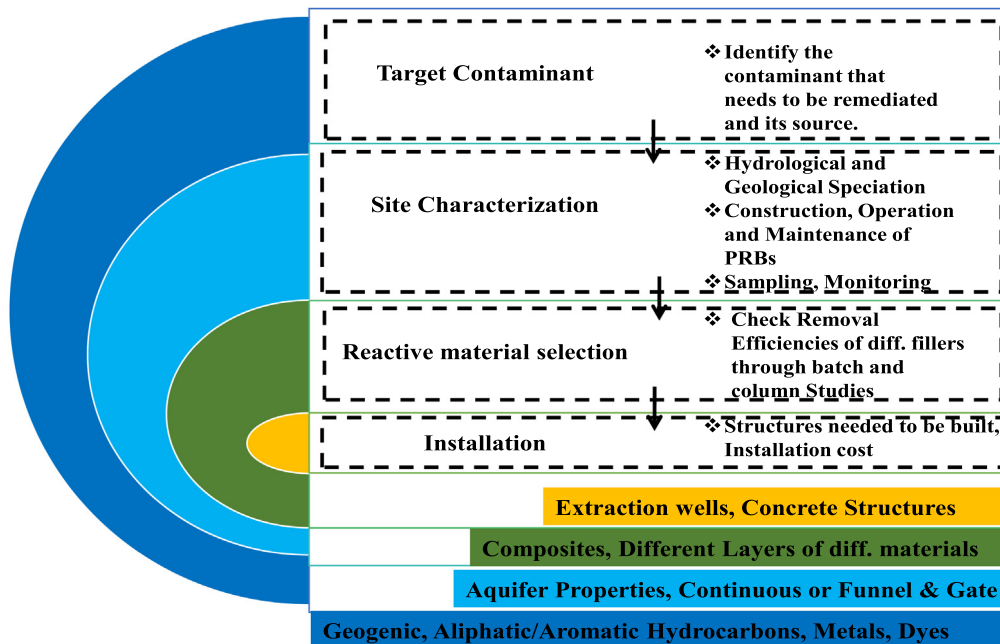 Target Contaminant
❖ Identify the
contaminant that
needs to be remediated
and its source.
Site Characterization
❖ Hydrological and
Geological Speciation
❖ Construction, Operation
and Maintenance of
PRBs
❖ Sampling, Monitoring
Reactive material selection
❖ Check Removal
Efficiencies of diff. fillers
through batch and
column Studies
Installation
❖ Structures needed to be built,
Installation cost
Extraction wells, Concrete Structures
Composites, Different Layers of diff. materials
Aquifer Properties, Continuous or Funnel & Gate
Geogenic, Aliphatic/Aromatic Hydrocarbons, Metals, Dyes